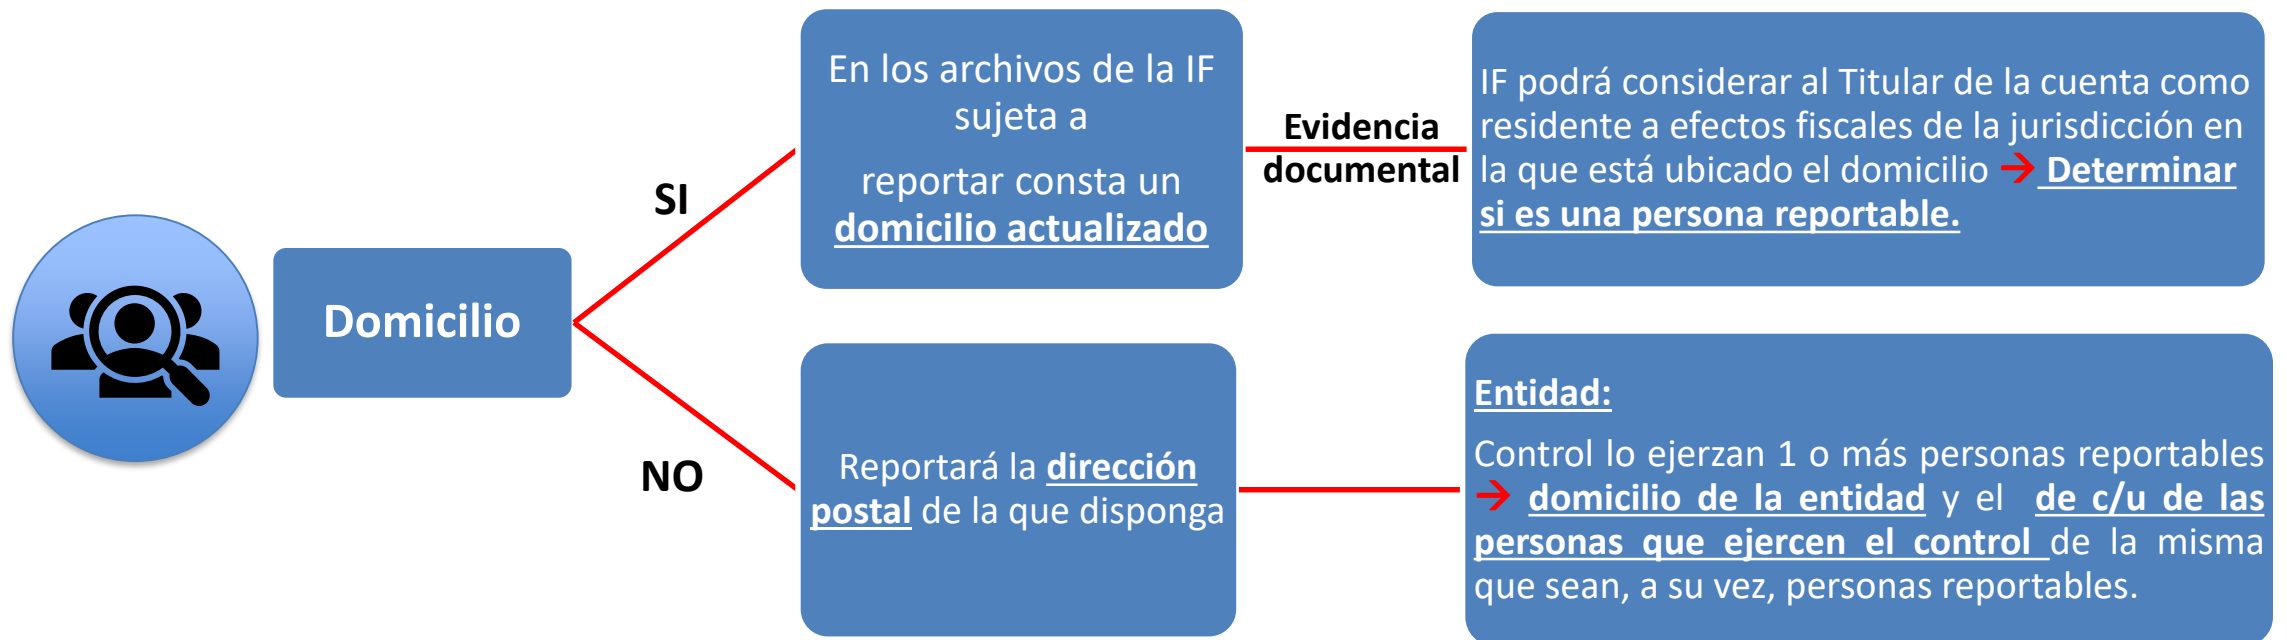 Domicilio
SI
En los archivos de la IF
sujeta a
reportar consta un
domicilio actualizado
Evidencia
documental
IF podrá considerar al Titular de la cuenta como
residente a efectos fiscales de la jurisdicción en
la que está ubicado el domicilio → Determinar
si es una persona reportable.
NO
Reportará la dirección
postal de la que disponga
Entidad:
Control lo ejerzan 1 o más personas reportables
→ domicilio de la entidad y el de c/u de las
personas que ejercen el control de la misma
que sean, a su vez, personas reportables.